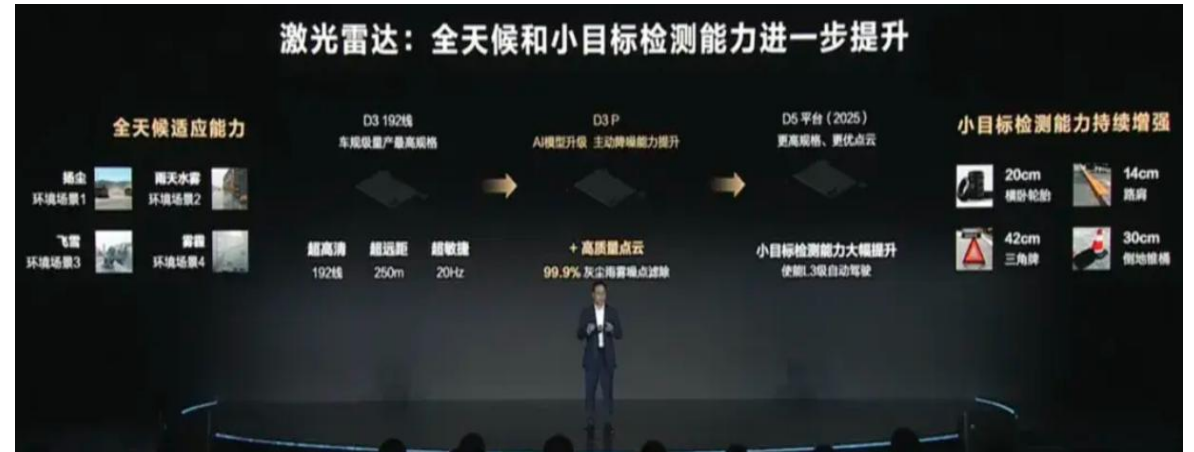 激光雷达：全天候和小目标检测能力进一步提升
全天候适应能力
扬尘
环境场景1
雨天水雾
环境场景2
飞雪
环境场景3
雾霾
环境场景4
D3 192线
车规级量产最高规格
超高清
192线
超远距
250m
超敏捷
20Hz
D3 P
AI模型升级 主动降噪能力提升
+ 高质量点云
99.9% 灰尘雨雾噪点滤除
D5 平台（2025）
更高规格、更优点云
小目标检测能力大幅提升
使能L3级自动驾驶
小目标检测能力持续增强
20cm
横卧轮胎
14cm
路肩
42cm
三角牌
30cm
倒地锥桶